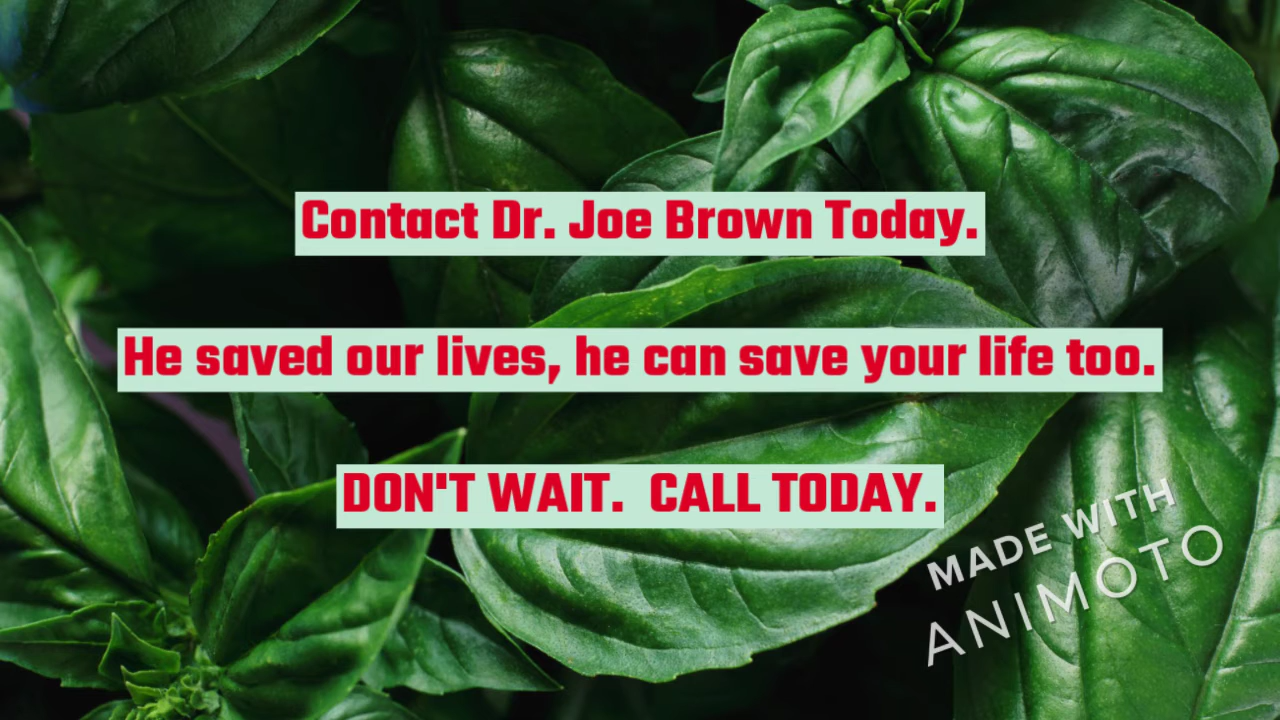 Contact Dr. Joe Brown Today.
He saved our lives, he can save your life too.
DON'T WAIT.  CALL TODAY.
MADE WITH
ANIMOTO